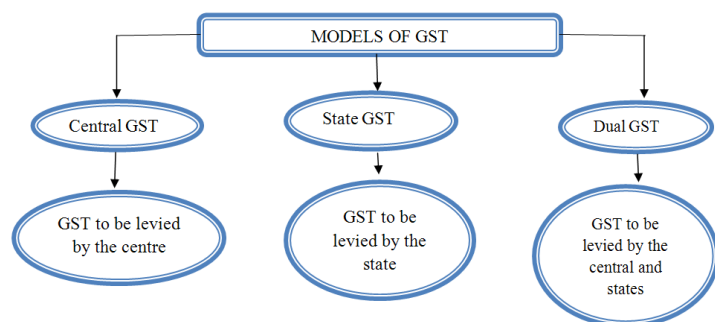 MODELS OF GST
Central GST
State GST
Dual GST
GST to be levied
by the centre
GST to be
levied by the
state
GST to be
levied by the
central and
states